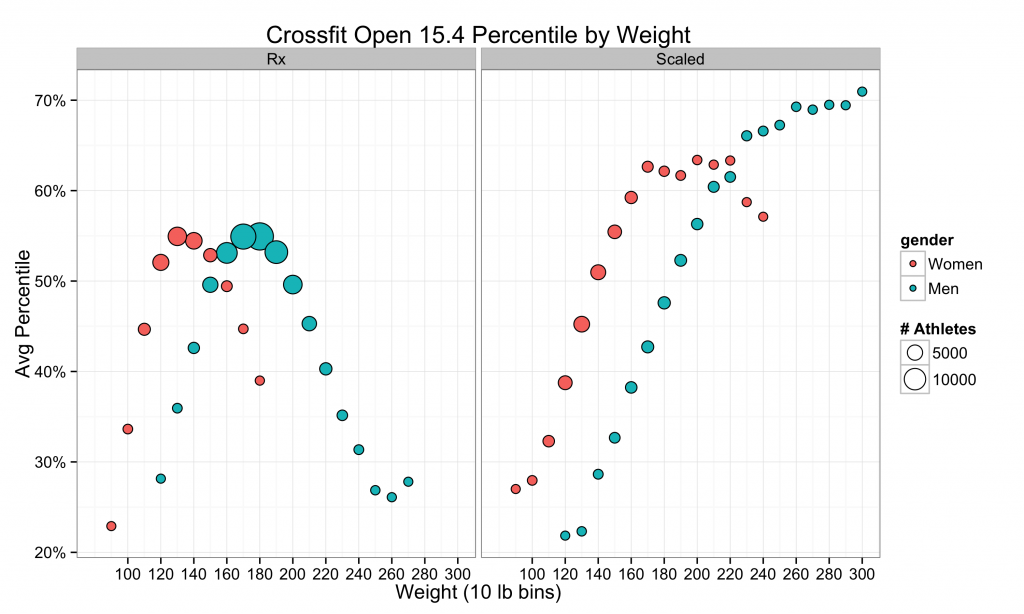 Crossfit Open 15.4 Percentile by Weight
Rx Scaled
70%
60%
50%
40%
30%
20%
Avg Percentile
100 120 140 160 180 200 220 240 260 280 300 100 120 140 160 180 200 220 240 260 280 300
Weight (10 lb bins)
gender
Women
Men
# Athletes
5000
10000